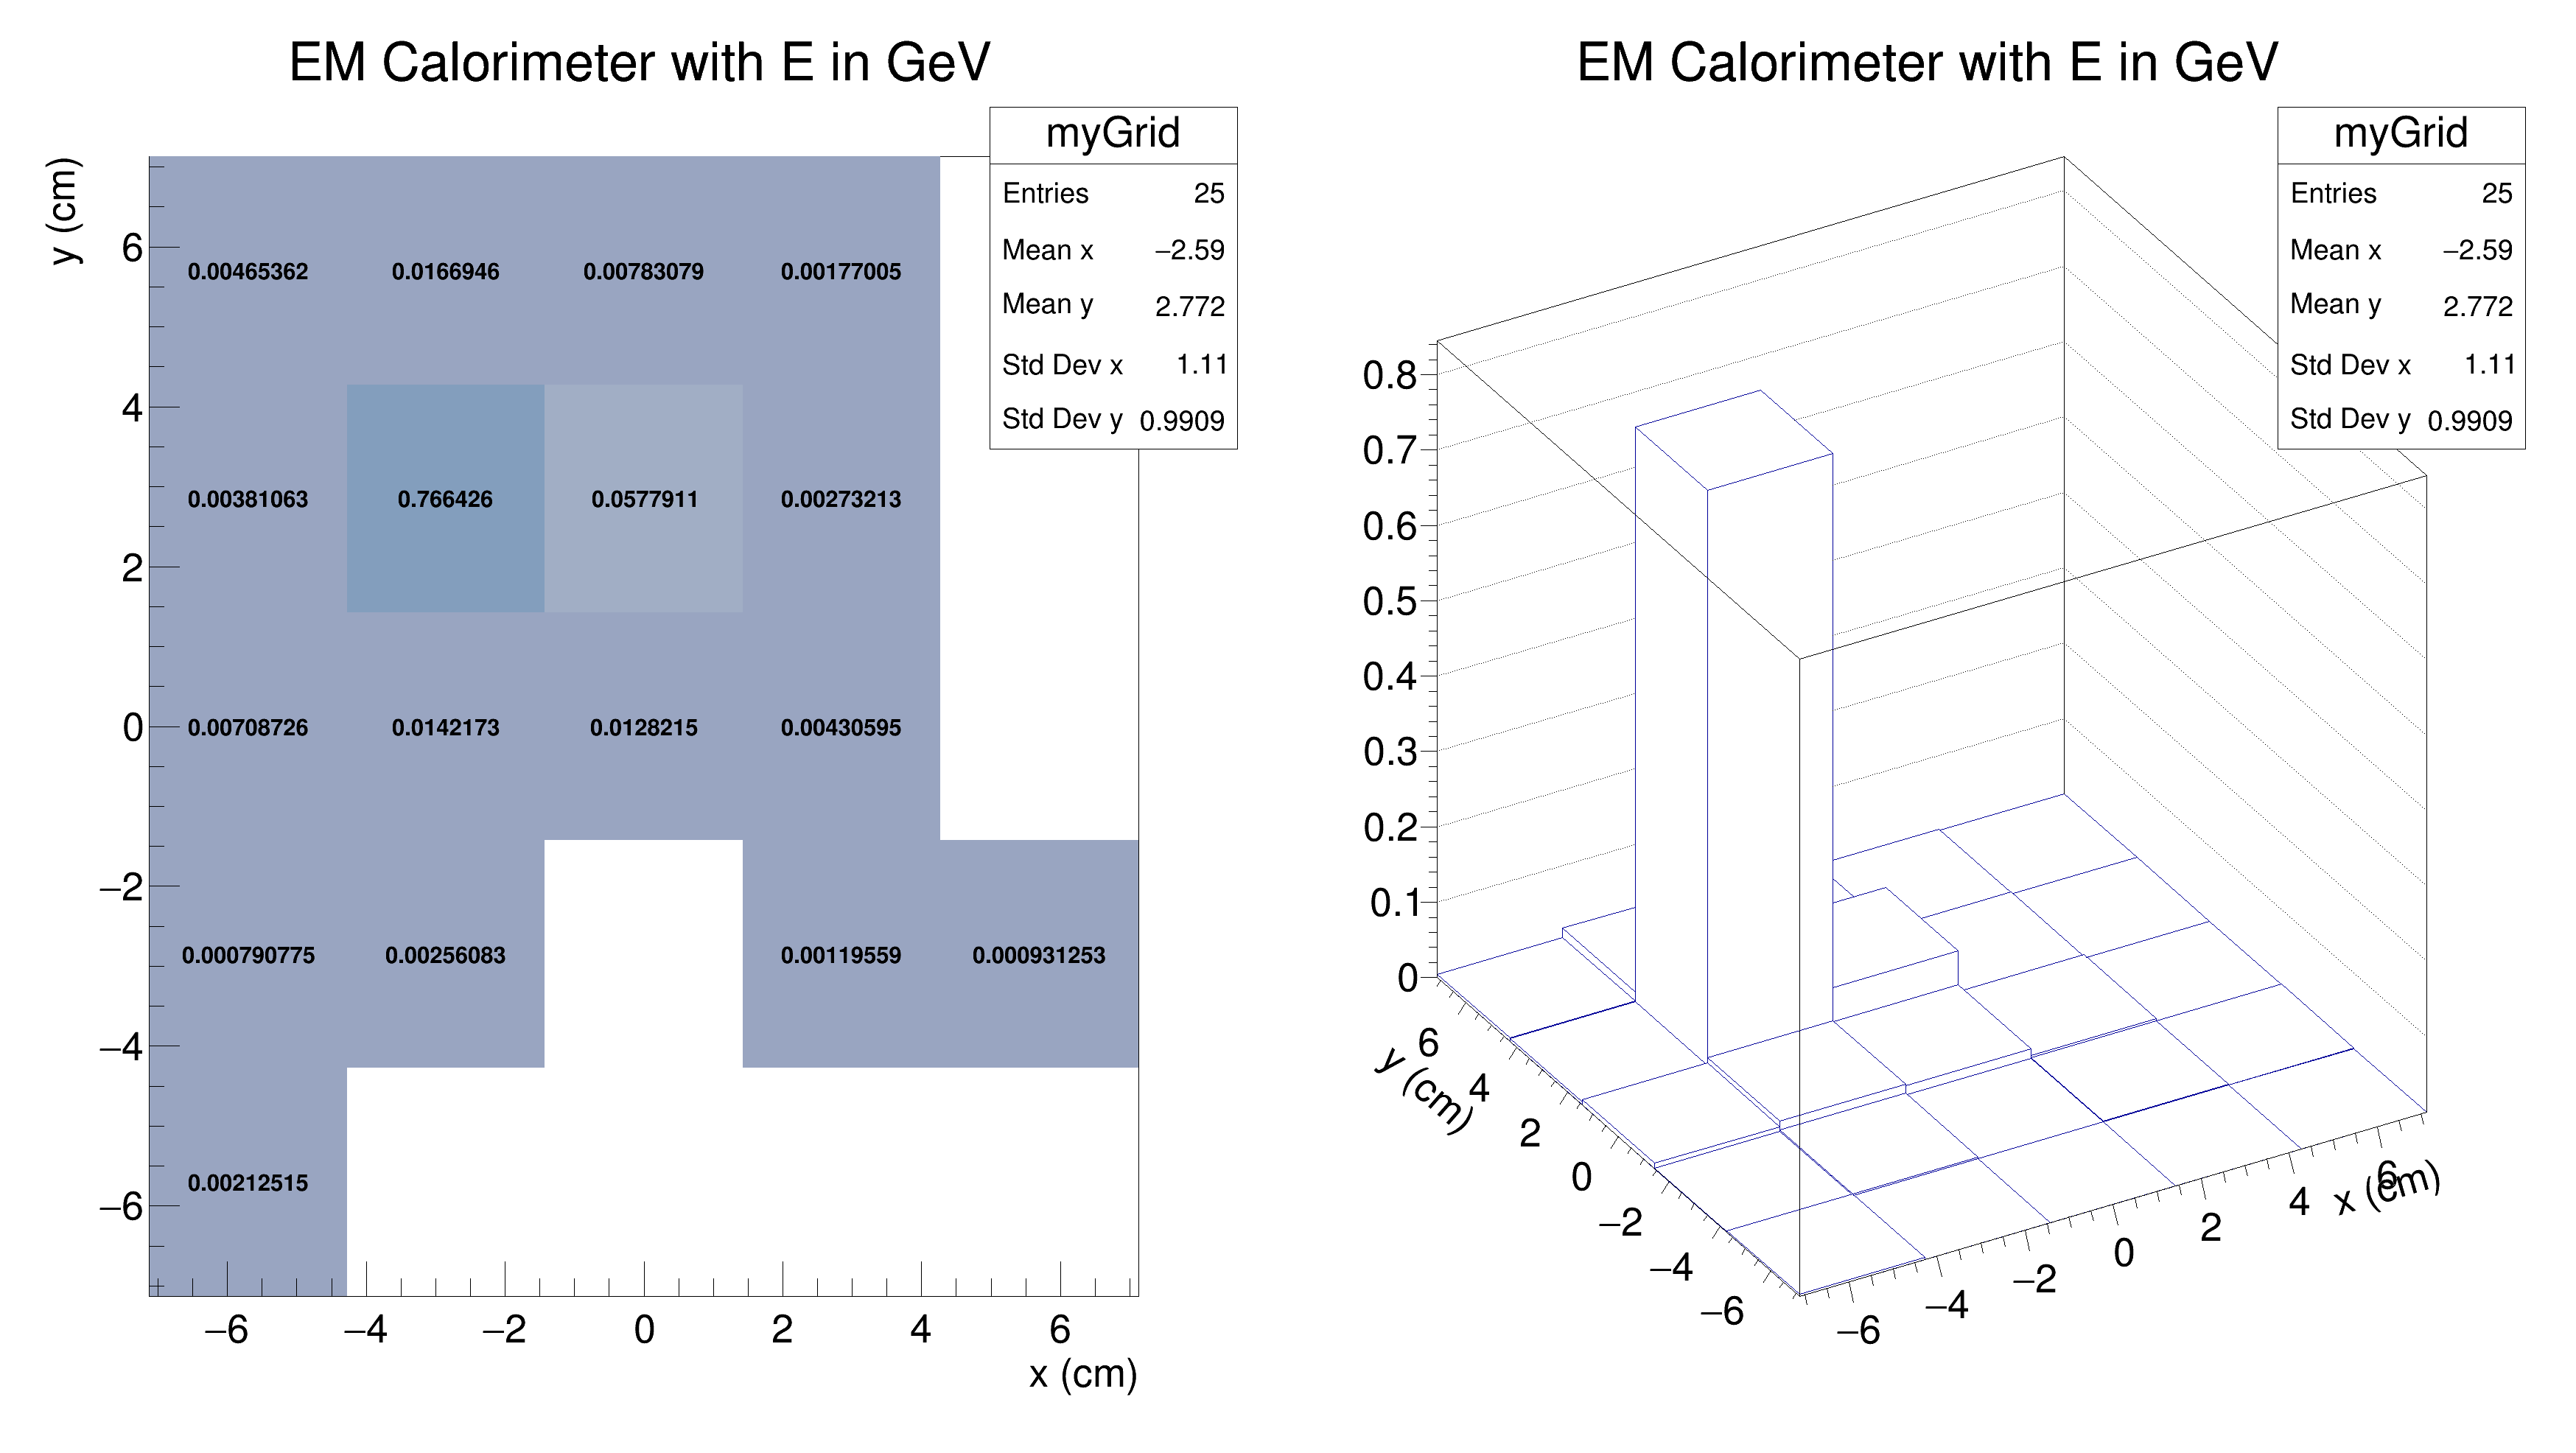 EM Calorimeter with E in GeV
myGrid
Entries 25
Mean x −2.59
Mean y 2.772
Std Dev x 1.11
Std Dev y 0.9909
y (cm)
6
4
2
0
−2
−4
−6
0.00465362 0.0166946 0.00783079 0.00177005
0.00381063 0.766426 0.0577911 0.00273213
0.00708726 0.0142173 0.0128215 0.00430595
0.000790775 0.00256083 0.00119559 0.000931253
0.00212515
−6 −4 −2 0 2 4 6
x (cm)
EM Calorimeter with E in GeV
myGrid
Entries 25
Mean x −2.59
Mean y 2.772
Std Dev x 1.11
Std Dev y 0.9909
0.8
0.7
0.6
0.5
0.4
0.3
0.2
0.1
0
y (cm)
6
4
2
0
−2
−4
−6
−6 −4 −2 0 2 4 6
x (cm)